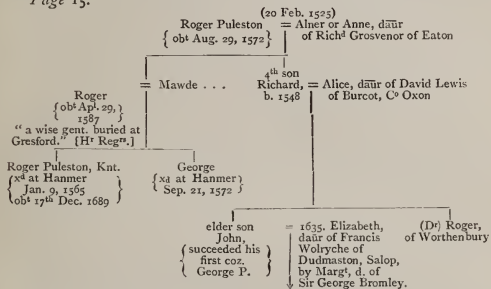 Page 15.
(20 Feb. 1525)
Roger Puleston = Alner or Anne, daūr
{ obᵗ Aug. 29, 1572 } of Richᵈ Grosvenor of Eaton
4ᵗʰ son
= Mawde . . . Richard, = Alice, daūr of David Lewis
b. 1548 of Burcot, Cᵒ Oxon
Roger
{ obᵗ Apˡ. 29, }
1587
“ a wise gent. buried at
Gresford.” [Hʳ Regʳˢ.]
Roger Puleston, Knt. George
{ xᵈ at Hanmer { xd at Hanmer }
Jan. 9, 1565 Sep. 21, 1572 }
obᵗ 17ᵗʰ Dec. 1689 }
elder son = 1635. Elizabeth, (Dʳ) Roger,
John, daūr of Francis of Worthenbury
{ succeeded his } Wolryche of
first coz. Dudmaston, Salop,
George P. by Margᵗ, d. of
Sir George Bromley.